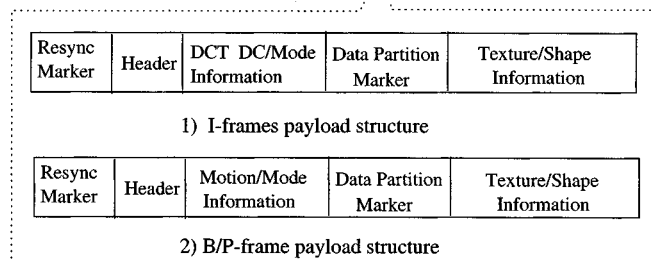 Resync Marker
Header
DCT DC/Mode Information
Data Partition Marker
Texture/Shape Information
1) I-frames payload structure
Resync Marker
Header
Motion/Mode Information
Data Partition Marker
Texture/Shape Information
2) B/P-frame payload structure